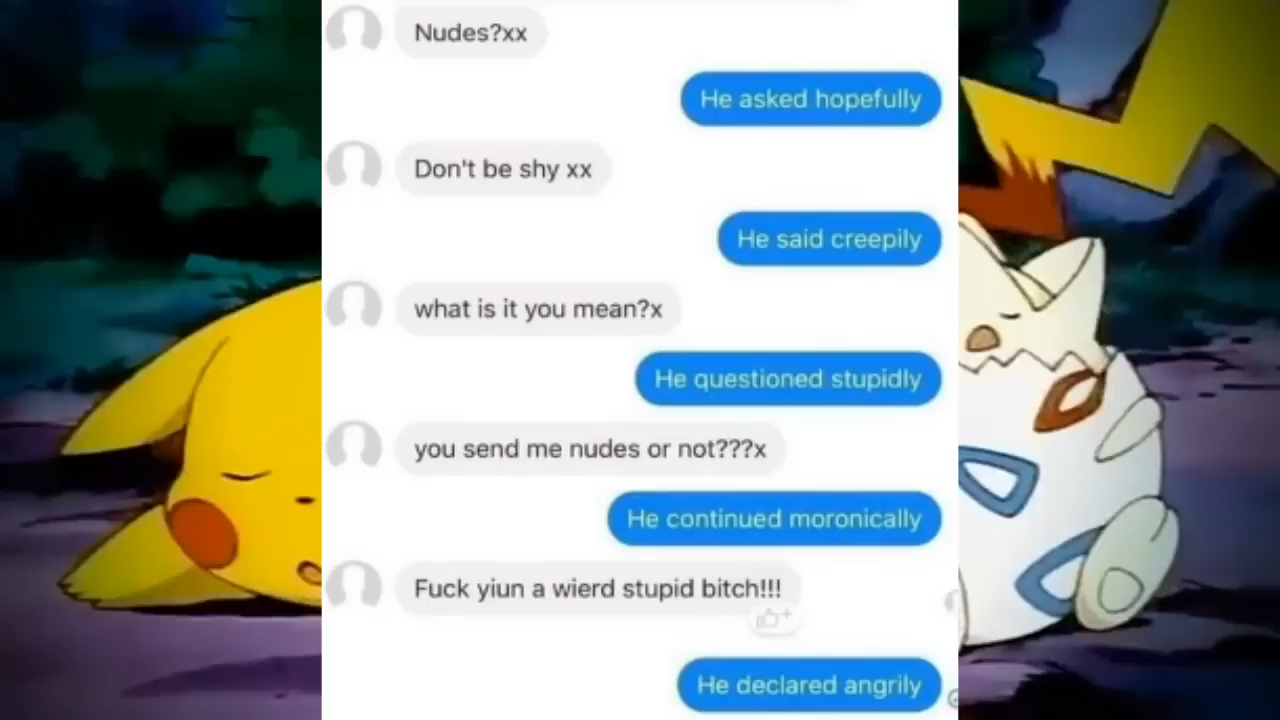 Nudes?xx
He asked hopefully
Don't be shy xx
He said creepily
what is it you mean?x
He questioned stupidly
you send me nudes or not???x
He continued moronically
Fuck yiun a wierd stupid bitch!!!
He declared angrily